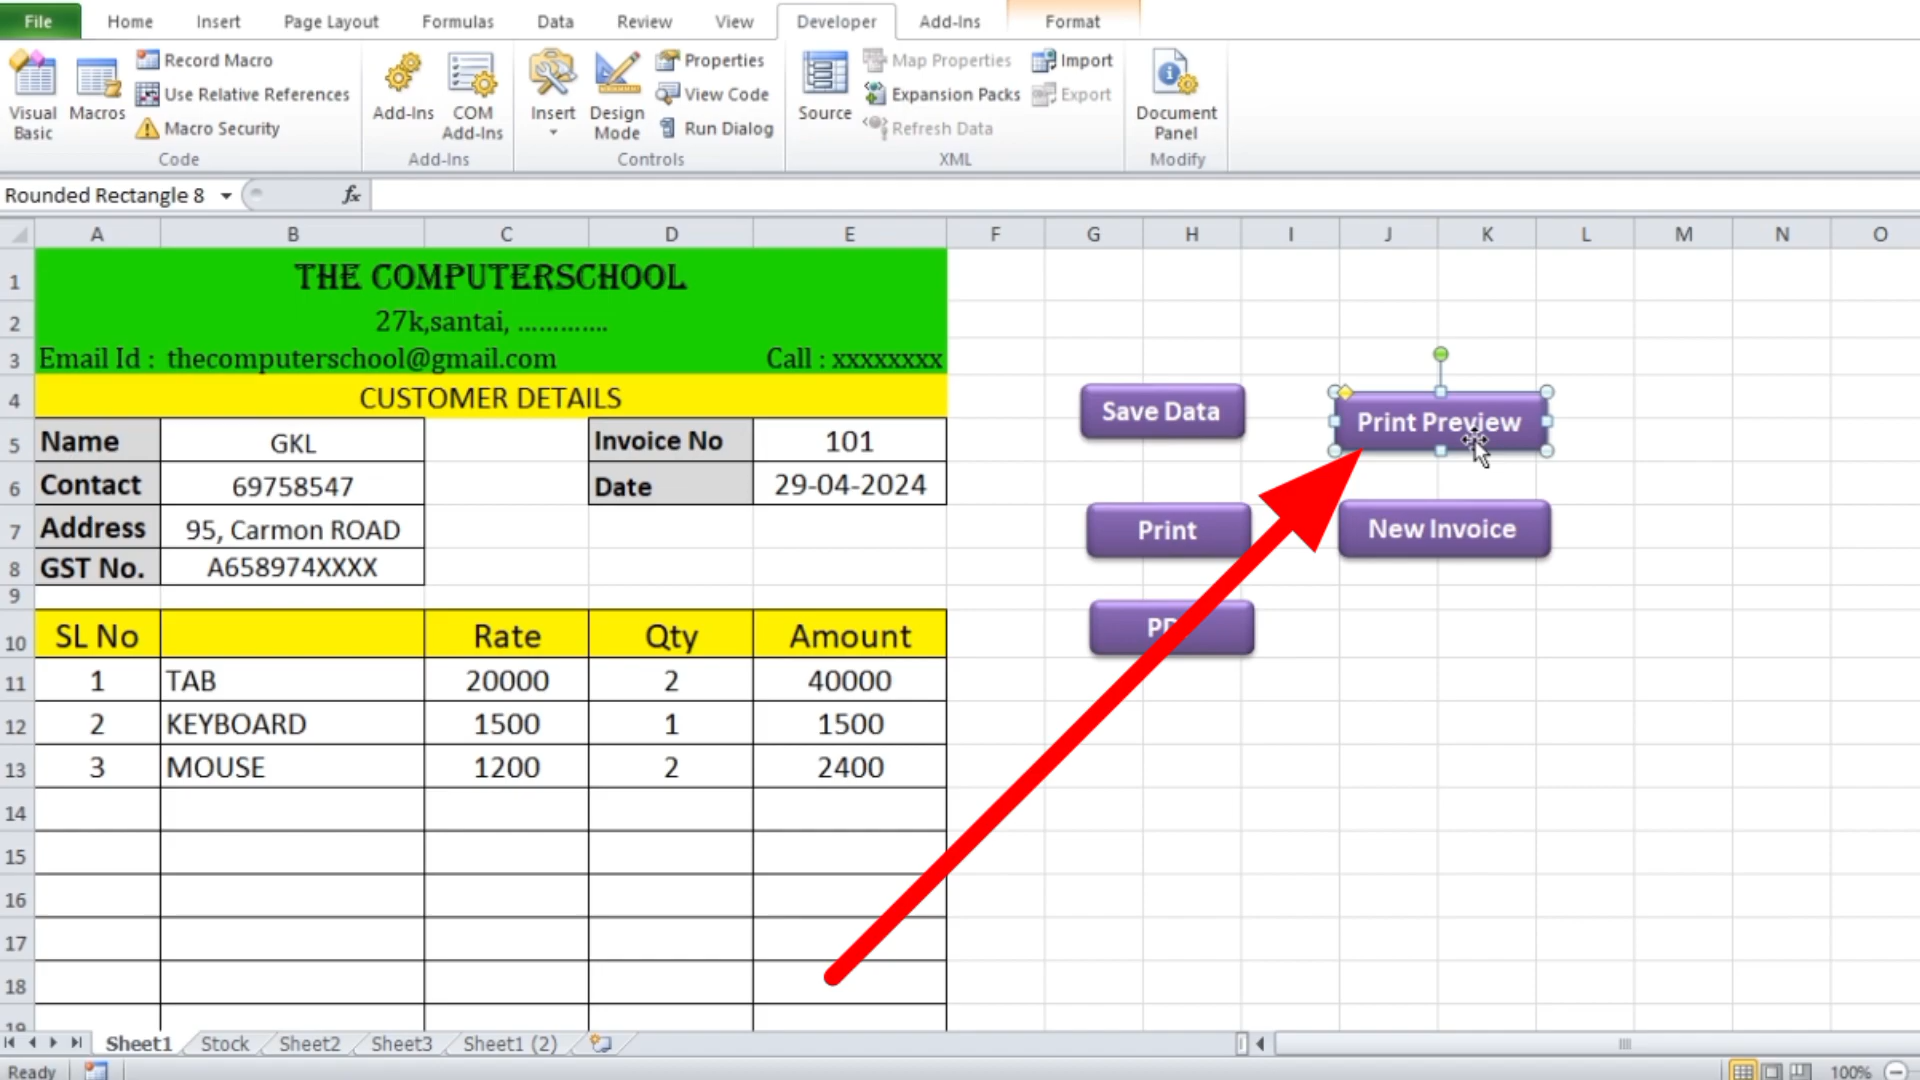 File Home Insert Page Layout Formulas Data Review View Developer Add-Ins Format
Record Macro
Use Relative References
Macro Security
Visual Basic
Macros
Code
Add-Ins
COM Add-Ins
Add-Ins
Insert
Design Mode
Properties
View Code
Run Dialog
Controls
Source
Map Properties
Expansion Packs
Refresh Data
Import
Export
XML
Document Panel
Modify
Rounded Rectangle 8
fx
A B C D E F G H I J K L M N O
1 THE COMPUTERSCHOOL
2 27k,santai, .............
3 Email Id : thecomputerschool@gmail.com Call : xxxxxxxx
4 CUSTOMER DETAILS
5 Name GKL Invoice No 101
6 Contact 69758547 Date 29-04-2024
7 Address 95, Carmon ROAD
8 GST No. A658974XXXX
9
10 SL No Rate Qty Amount
11 1 TAB 20000 2 40000
12 2 KEYBOARD 1500 1 1500
13 3 MOUSE 1200 2 2400
14
15
16
17
18
19
Save Data
Print Preview
Print
New Invoice
Sheet1 Stock Sheet2 Sheet3 Sheet1 (2)
Ready
100%